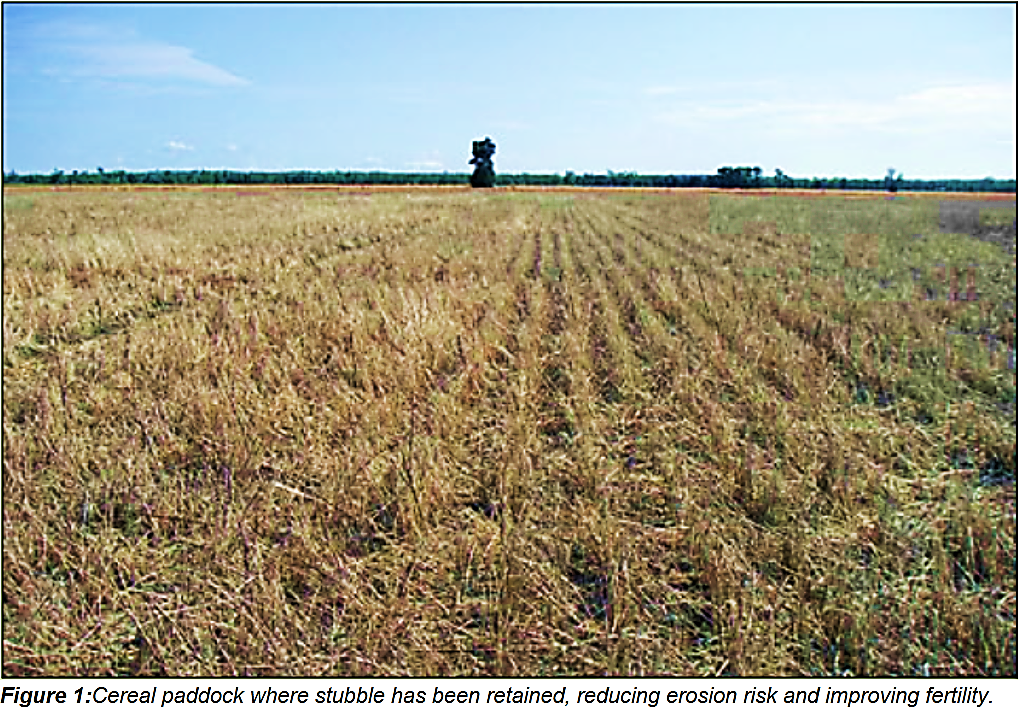 Figure 1:Cereal paddock where stubble has been retained, reducing erosion risk and improving fertility.